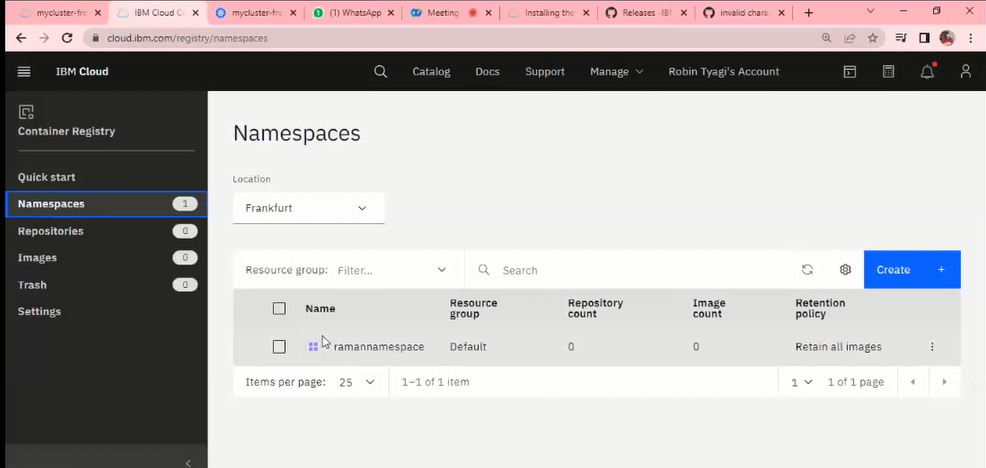 mycluster-fre
IBM Cloud Co
mycluster-fre
(1) WhatsApp
Meeting
Installing the
Releases · IBM
invalid chara
cloud.ibm.com/registry/namespaces
IBM Cloud
Catalog
Docs
Support
Manage
Robin Tyagi's Account
Container Registry
Quick start
Namespaces 1
Repositories 0
Images 0
Trash 0
Settings
Namespaces
Location
Frankfurt
Resource group: Filter...
Search
Create +
Name
Resource group
Repository count
Image count
Retention policy
ramannamespace
Default
0
0
Retain all images
Items per page: 25
1–1 of 1 item
1
1 of 1 page